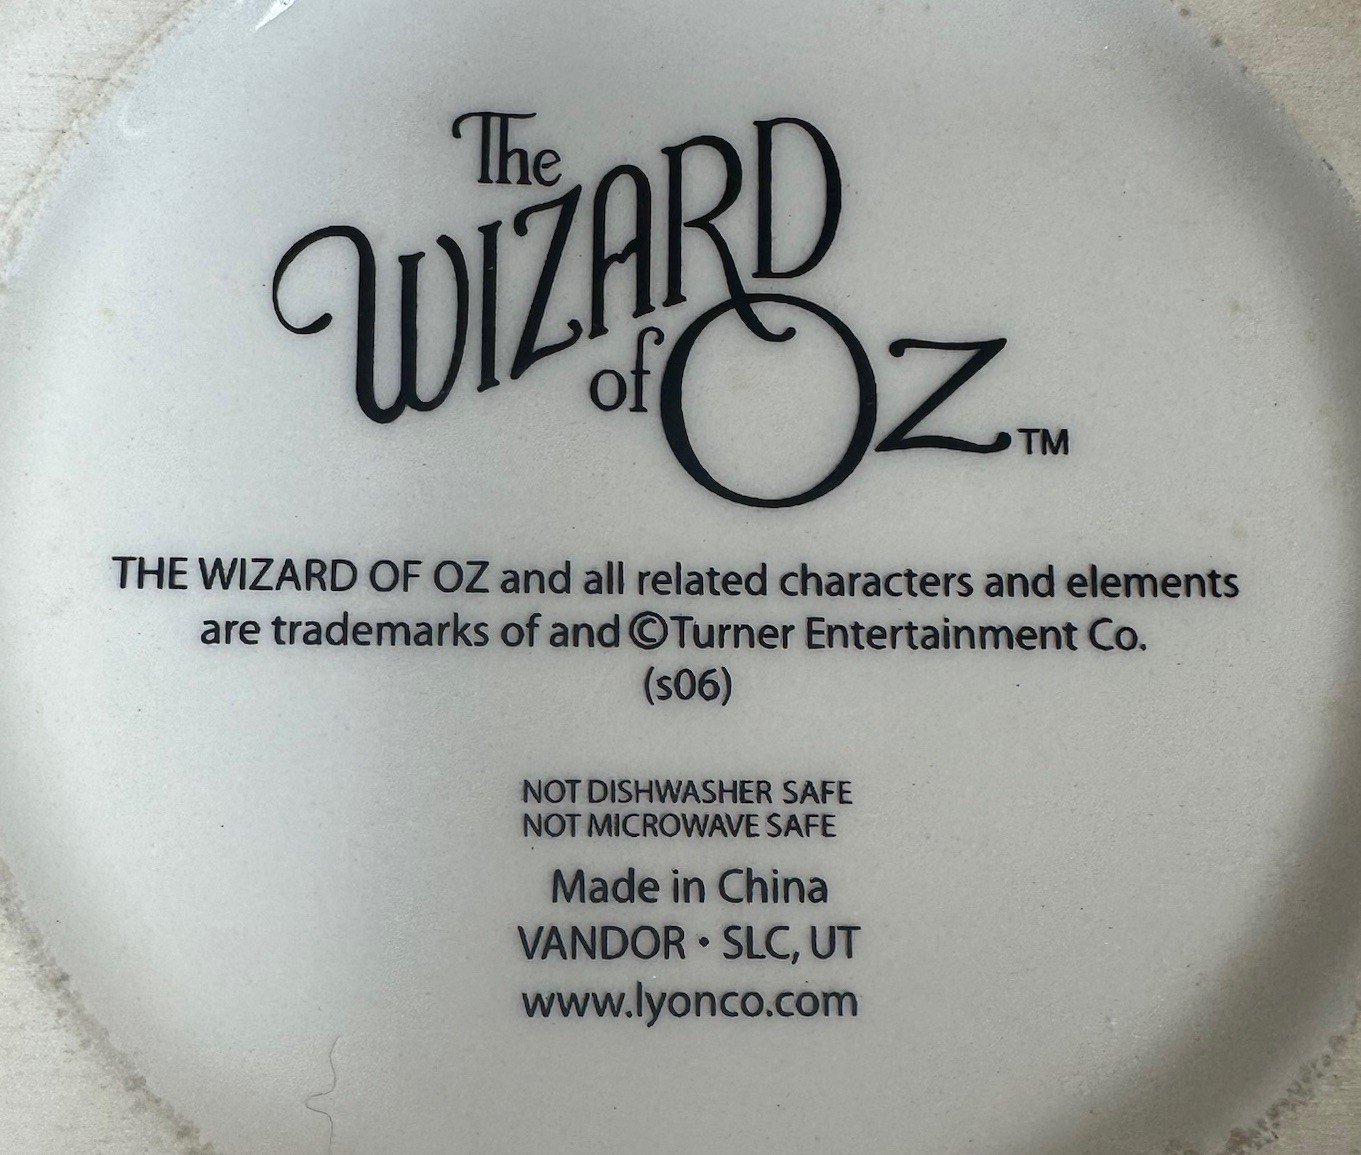 The
WIZARD
of OZ™
THE WIZARD OF OZ and all related characters and elements
are trademarks of and ©Turner Entertainment Co.
(s06)
NOT DISHWASHER SAFE
NOT MICROWAVE SAFE
Made in China
VANDOR • SLC, UT
www.lyonco.com